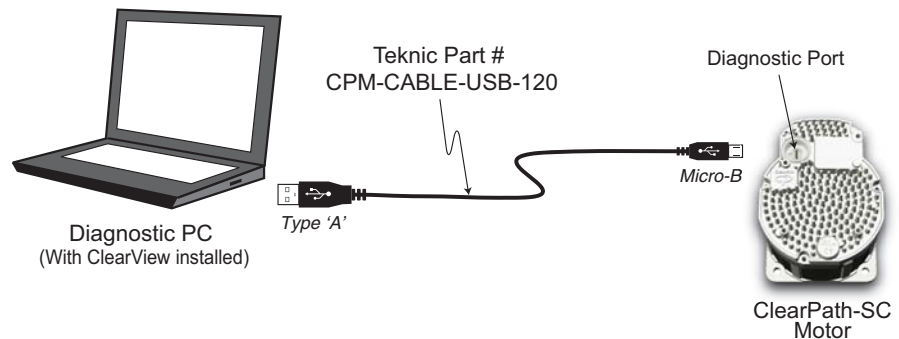 Teknic Part #
CPM-CABLE-USB-120
Diagnostic Port
Micro-B
Type ‘A’
Diagnostic PC
(With ClearView installed)
ClearPath-SC
Motor